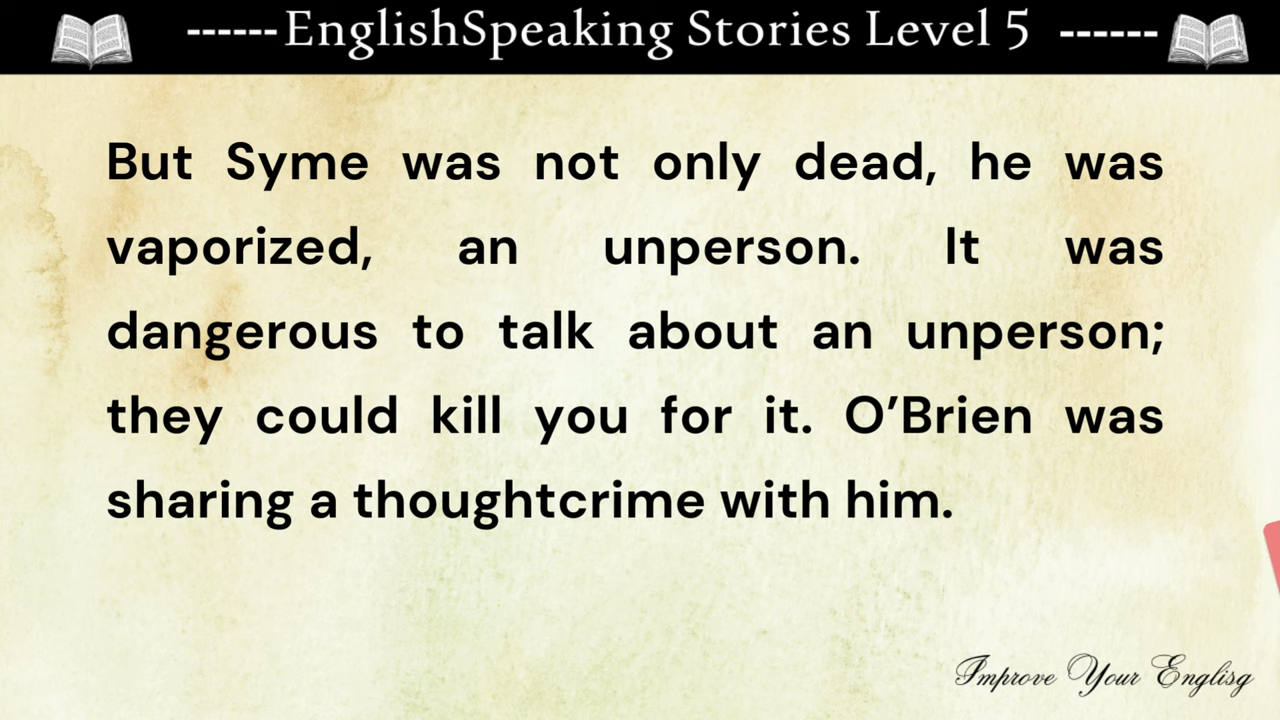 ------EnglishSpeaking Stories Level 5 ------
But Syme was not only dead, he was
vaporized, an unperson. It was
dangerous to talk about an unperson;
they could kill you for it. O’Brien was
sharing a thoughtcrime with him.
Improve Your Englisg